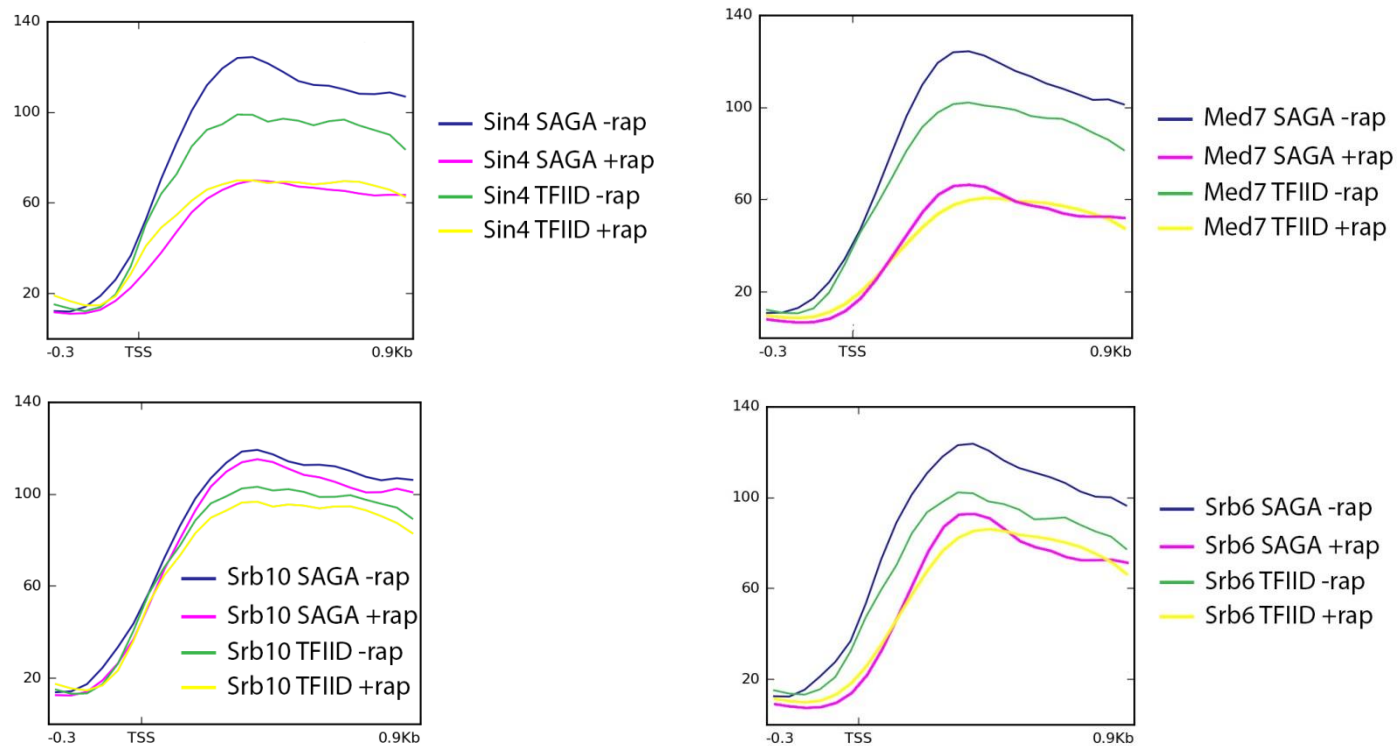 140
100
60
20
-0.3 TSS 0.9Kb
Sin4 SAGA -rap
Sin4 SAGA +rap
Sin4 TFIID -rap
Sin4 TFIID +rap
140
100
60
20
-0.3 TSS 0.9Kb
Med7 SAGA -rap
Med7 SAGA +rap
Med7 TFIID -rap
Med7 TFIID +rap
140
100
60
20
-0.3 TSS 0.9Kb
Srb10 SAGA -rap
Srb10 SAGA +rap
Srb10 TFIID -rap
Srb10 TFIID +rap
140
100
60
20
-0.3 TSS 0.9Kb
Srb6 SAGA -rap
Srb6 SAGA +rap
Srb6 TFIID -rap
Srb6 TFIID +rap